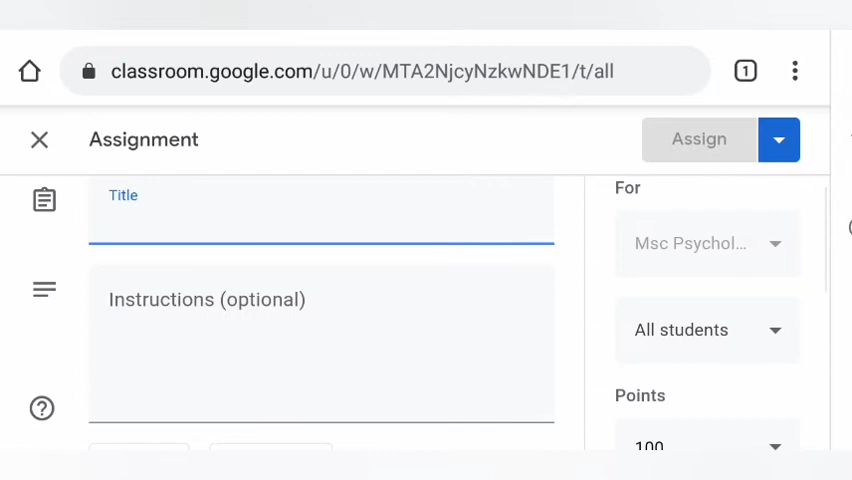 classroom.google.com/u/0/w/MTA2NjcyNzkwNDE1/t/all
1
Assignment
Assign
Title
For
Msc Psychol...
Instructions (optional)
All students
Points
100